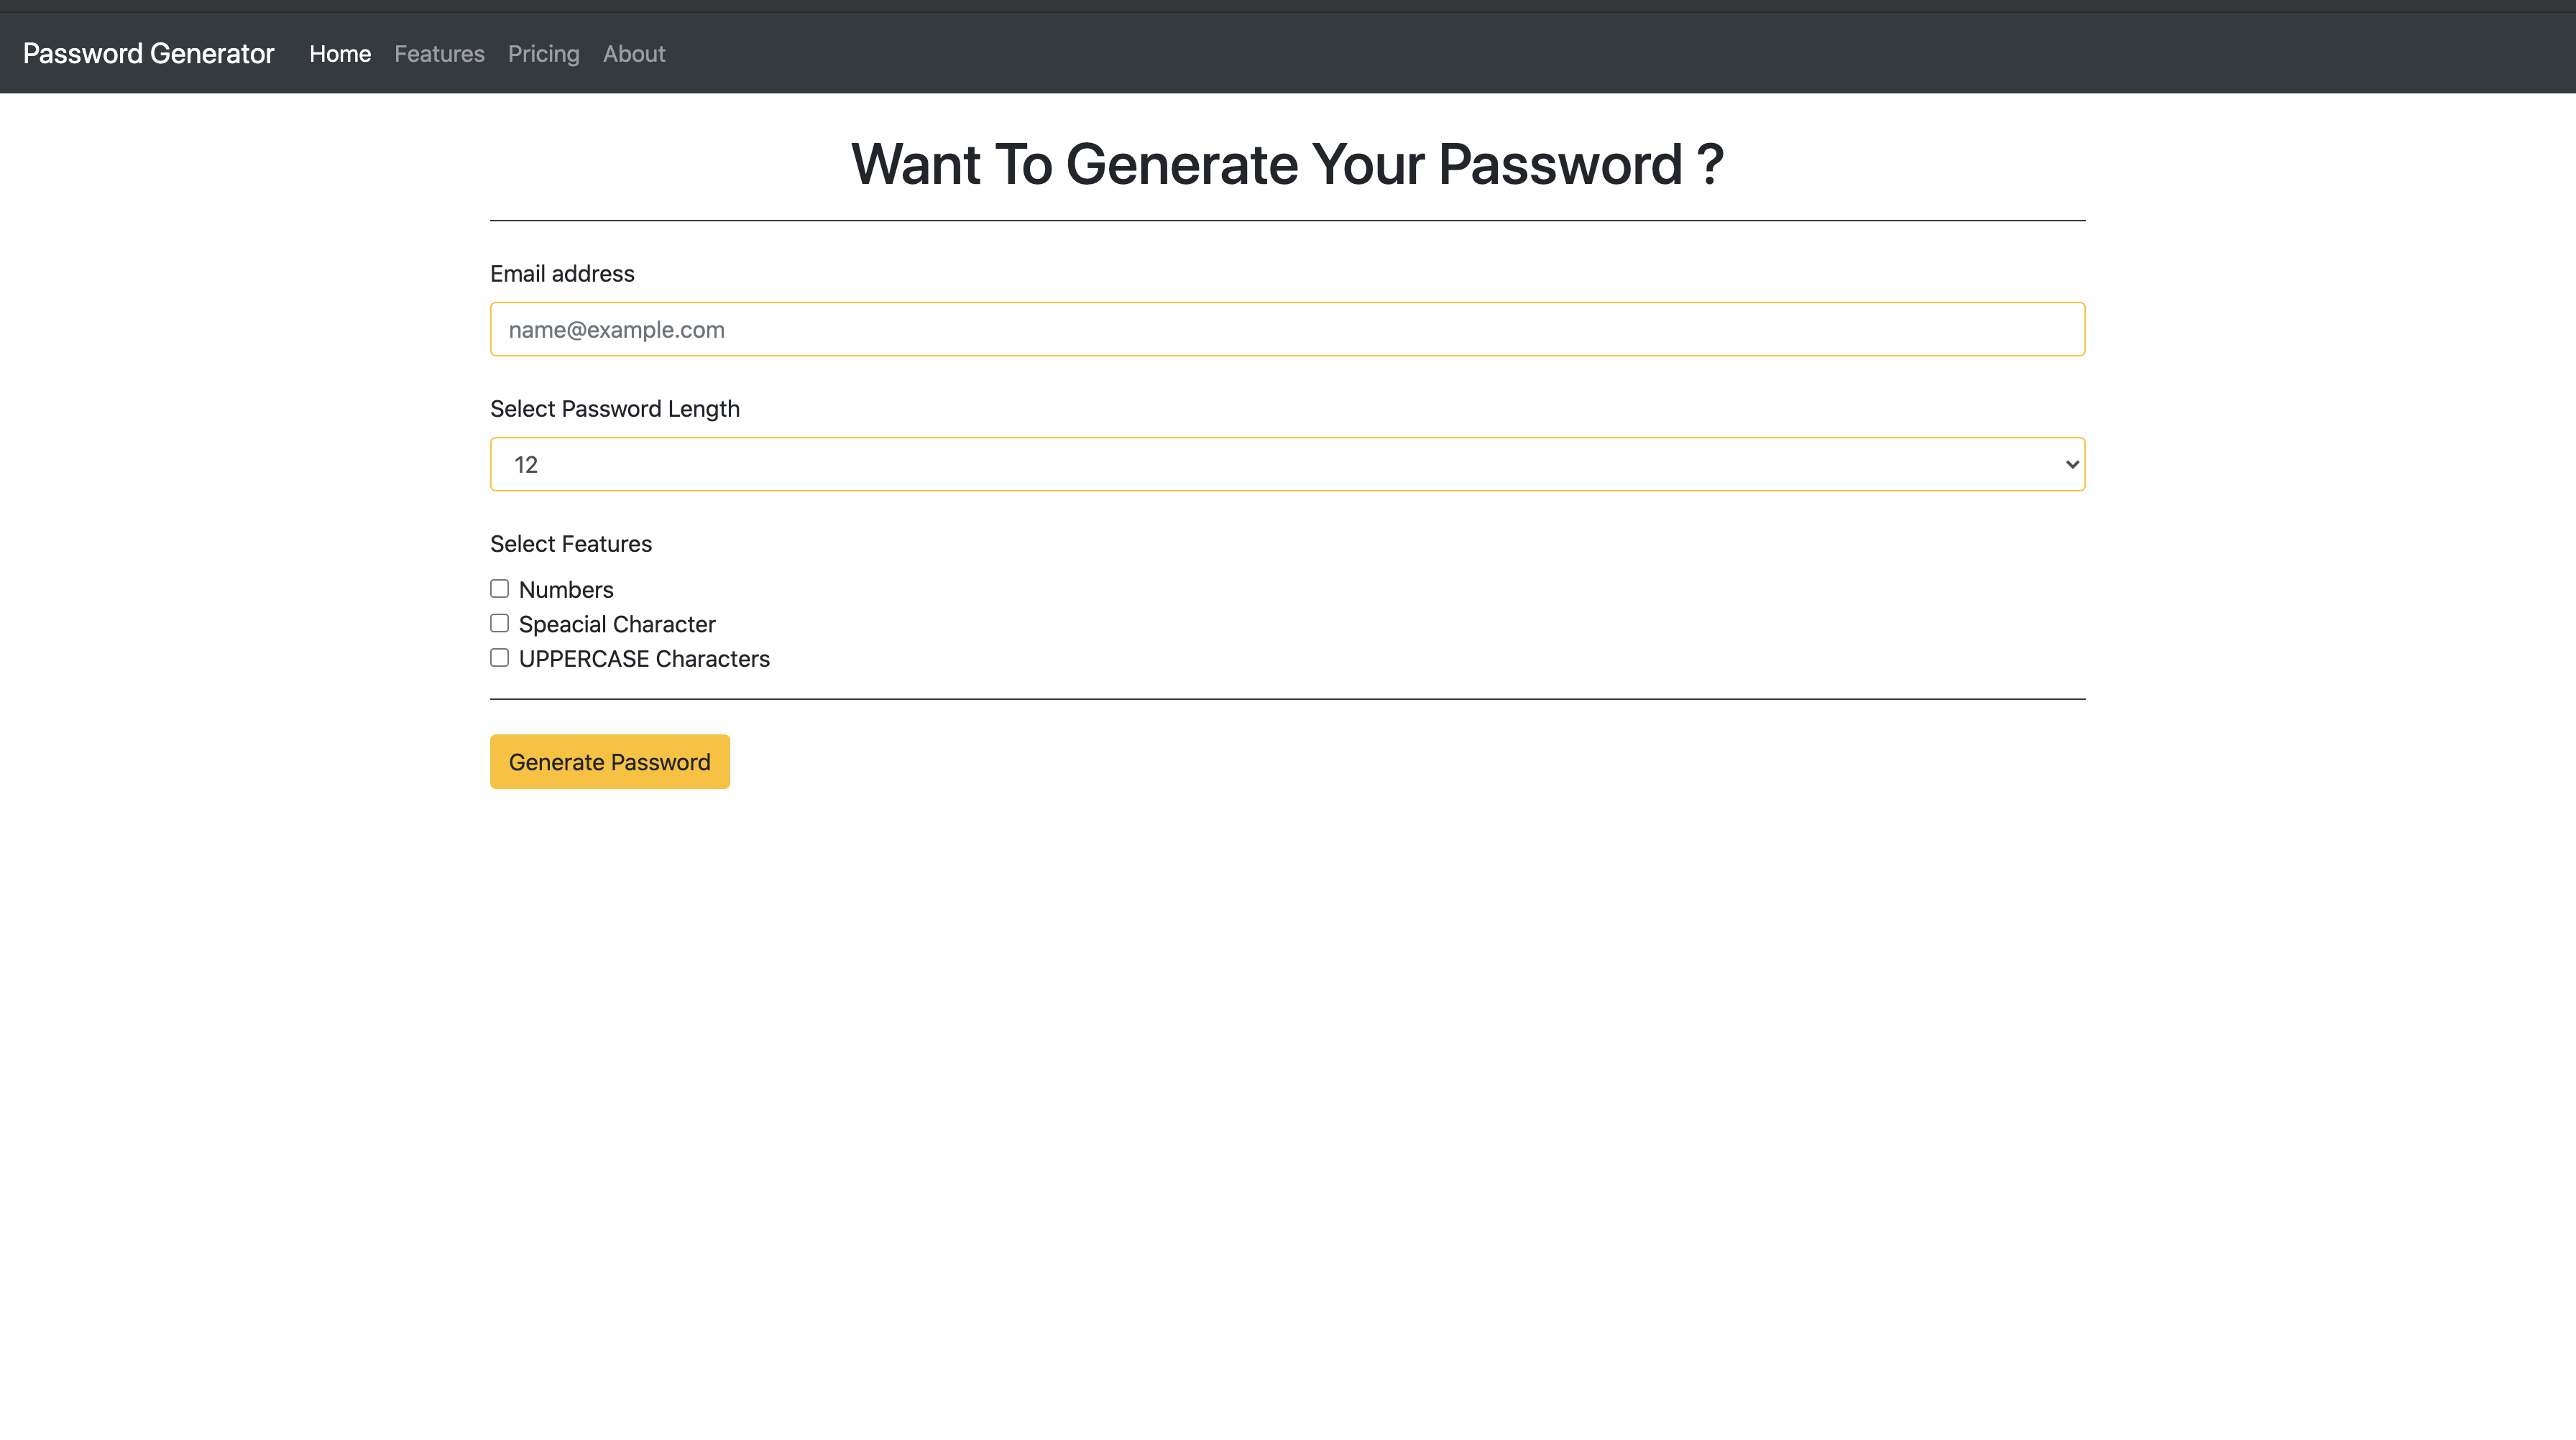 Password Generator Home Features Pricing About
Want To Generate Your Password ?
Email address
name@example.com
Select Password Length
12
Select Features
Numbers
Speacial Character
UPPERCASE Characters
Generate Password